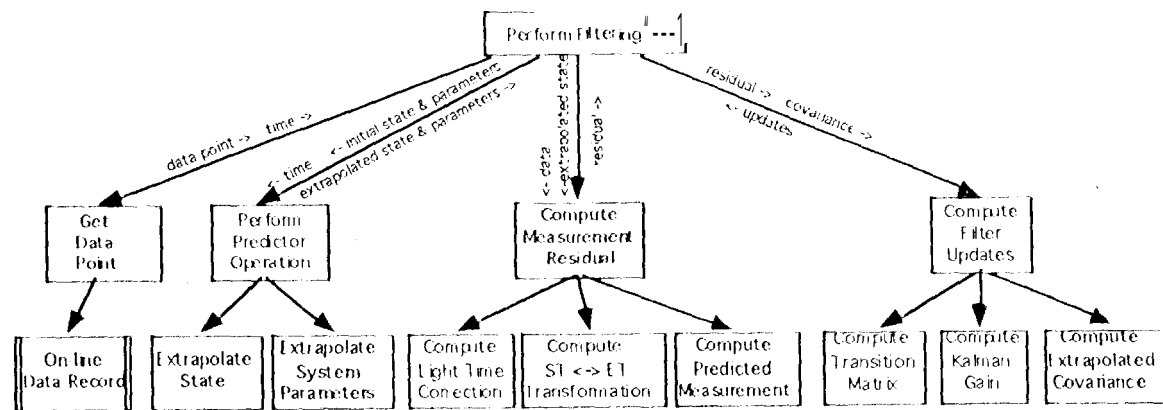 Perform Filtering
data point -> time ->
<- time <- initial state & parameters
extrapolated state & parameters ->
<- data
<-extrapolated state
residual ->
residual -> covariance ->
<- updates
Get
Data
Point
Perform
Predictor
Operation
Compute
Measurement
Residual
Compute
Filter
Updates
On line
Data Record
Extrapolate
State
Extrapolate
System
Parameters
Compute
Light Time
Conection
Compute
ST <-> ET
Transformation
Compute
Predicted
Measurement
Compute
Transition
Matrix
Compute
Kalman
Gain
Compute
Extrapolated
Covariance